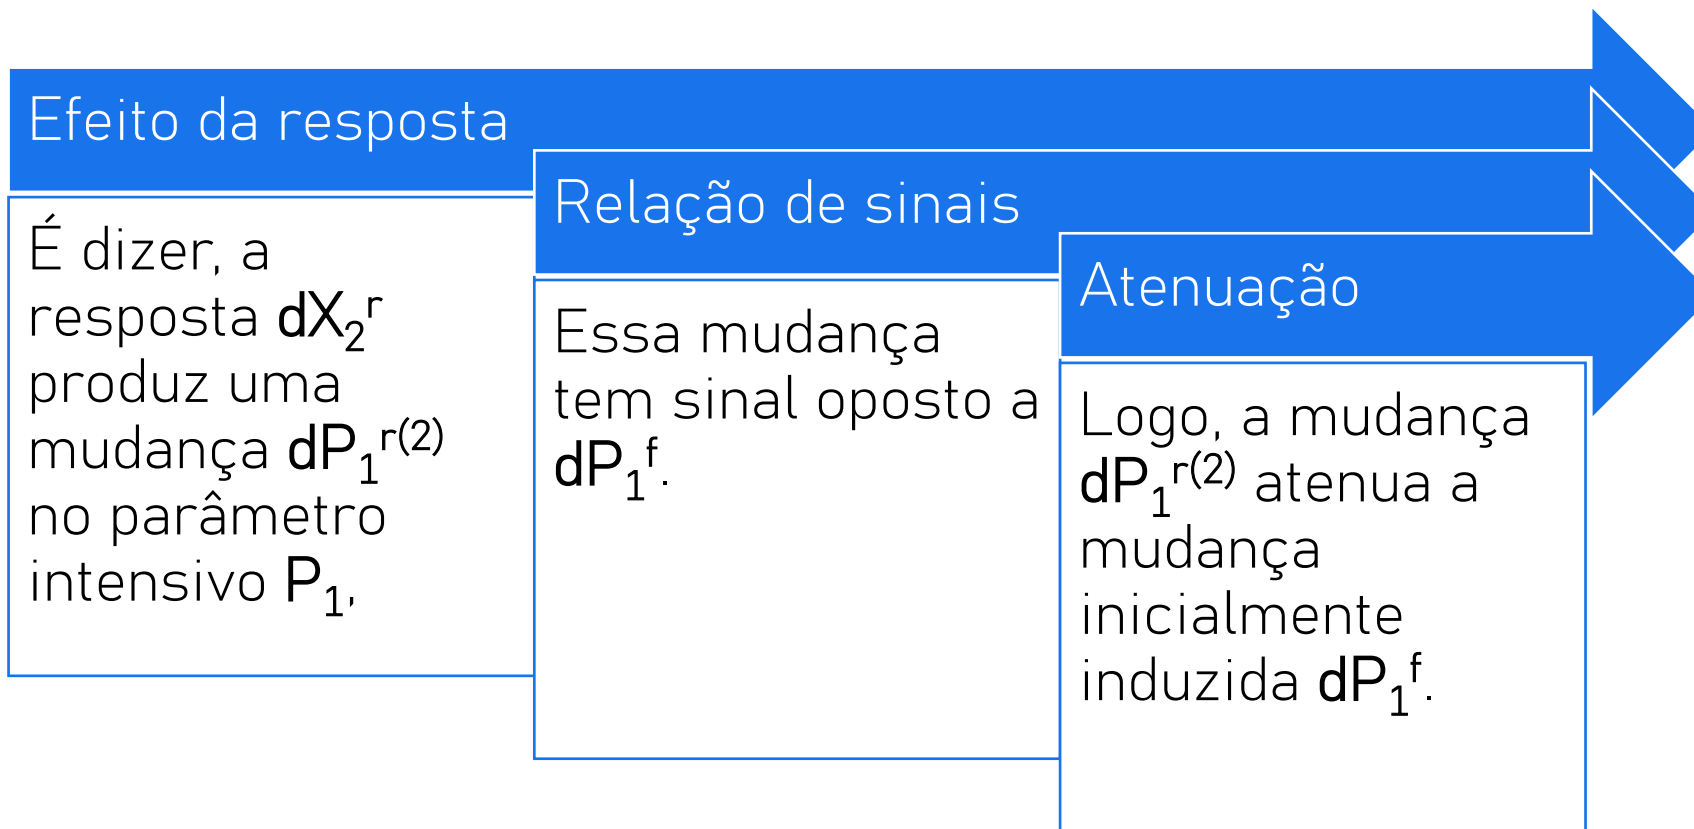 Efeito da resposta
É dizer, a
resposta dX₂ʳ
produz uma
mudança dP₁ʳ⁽²⁾
no parâmetro
intensivo P₁,
Relação de sinais
Essa mudança
tem sinal oposto a
dP₁ᶠ.
Atenuação
Logo, a mudança
dP₁ʳ⁽²⁾ atenua a
mudança
inicialmente
induzida dP₁ᶠ.